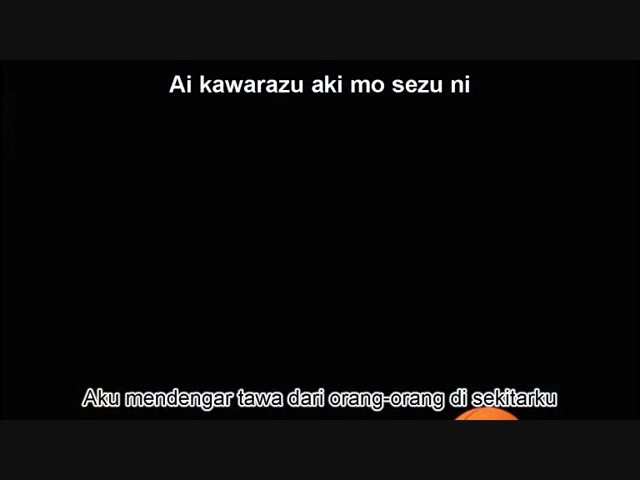 Ai kawarazu aki mo sezu ni
Aku mendengar tawa dari orang-orang di sekitarku